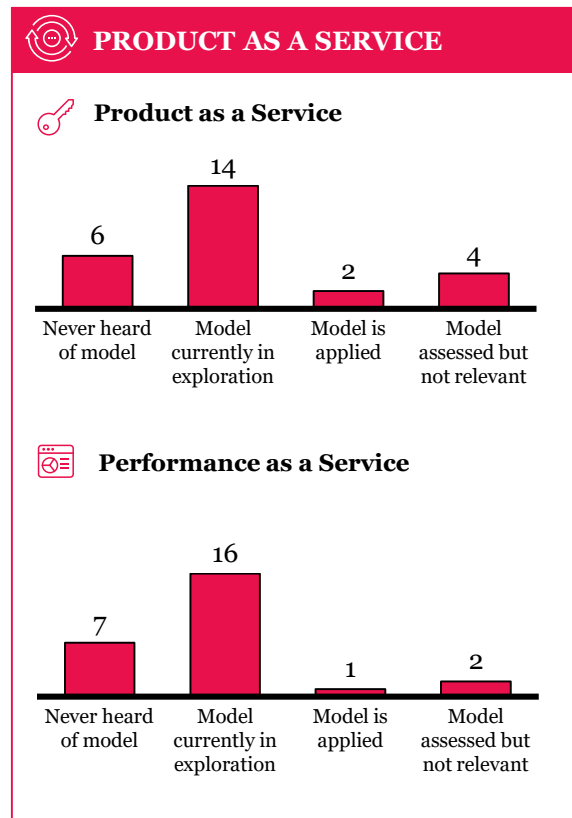 PRODUCT AS A SERVICE
Product as a Service
14
6
2
4
Never heard
of model
Model
currently in
exploration
Model is
applied
Model
assessed but
not relevant
Performance as a Service
16
7
1
2
Never heard
of model
Model
currently in
exploration
Model is
applied
Model
assessed but
not relevant